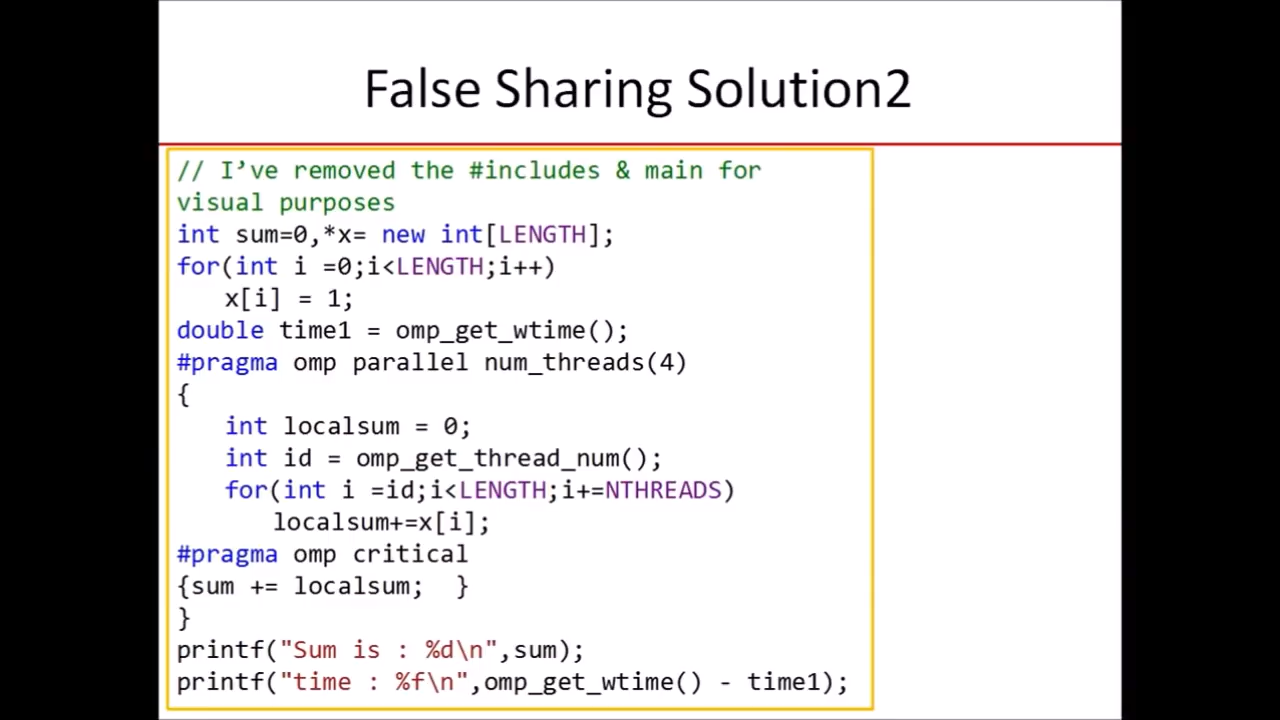 False Sharing Solution2
// I’ve removed the #includes & main for
visual purposes
int sum=0,*x= new int[LENGTH];
for(int i =0;i<LENGTH;i++)
x[i] = 1;
double time1 = omp_get_wtime();
#pragma omp parallel num_threads(4)
{
int localsum = 0;
int id = omp_get_thread_num();
for(int i =id;i<LENGTH;i+=NTHREADS)
localsum+=x[i];
#pragma omp critical
{sum += localsum;  }
}
printf("Sum is : %d\n",sum);
printf("time : %f\n",omp_get_wtime() - time1);